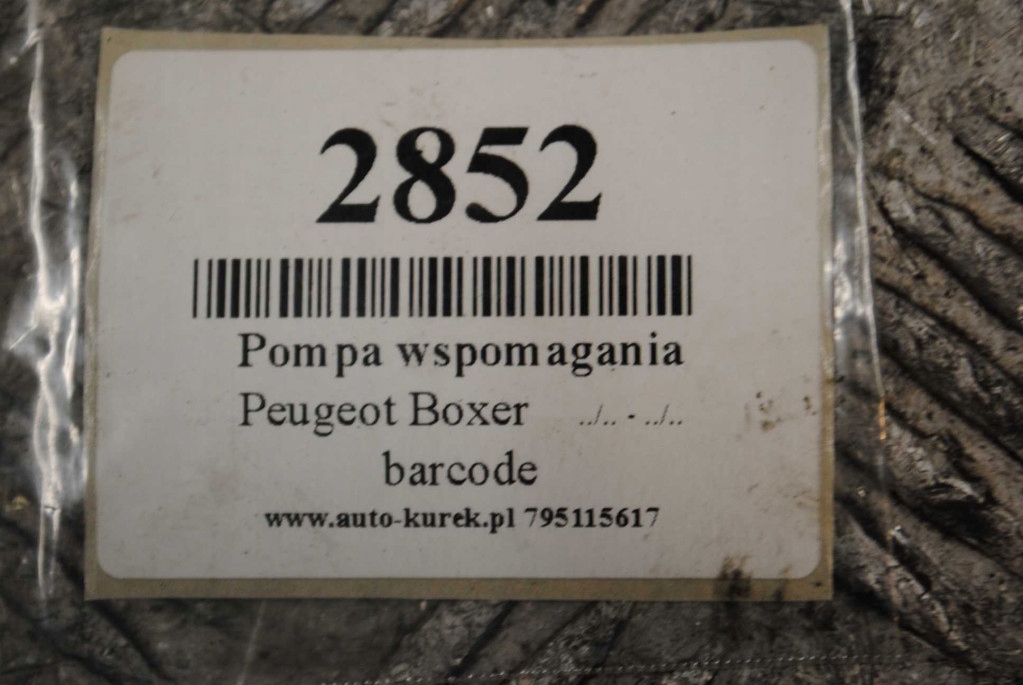 2852
Pompa wspomagania
Peugeot Boxer ../.. - ../..
barcode
www.auto-kurek.pl 795115617